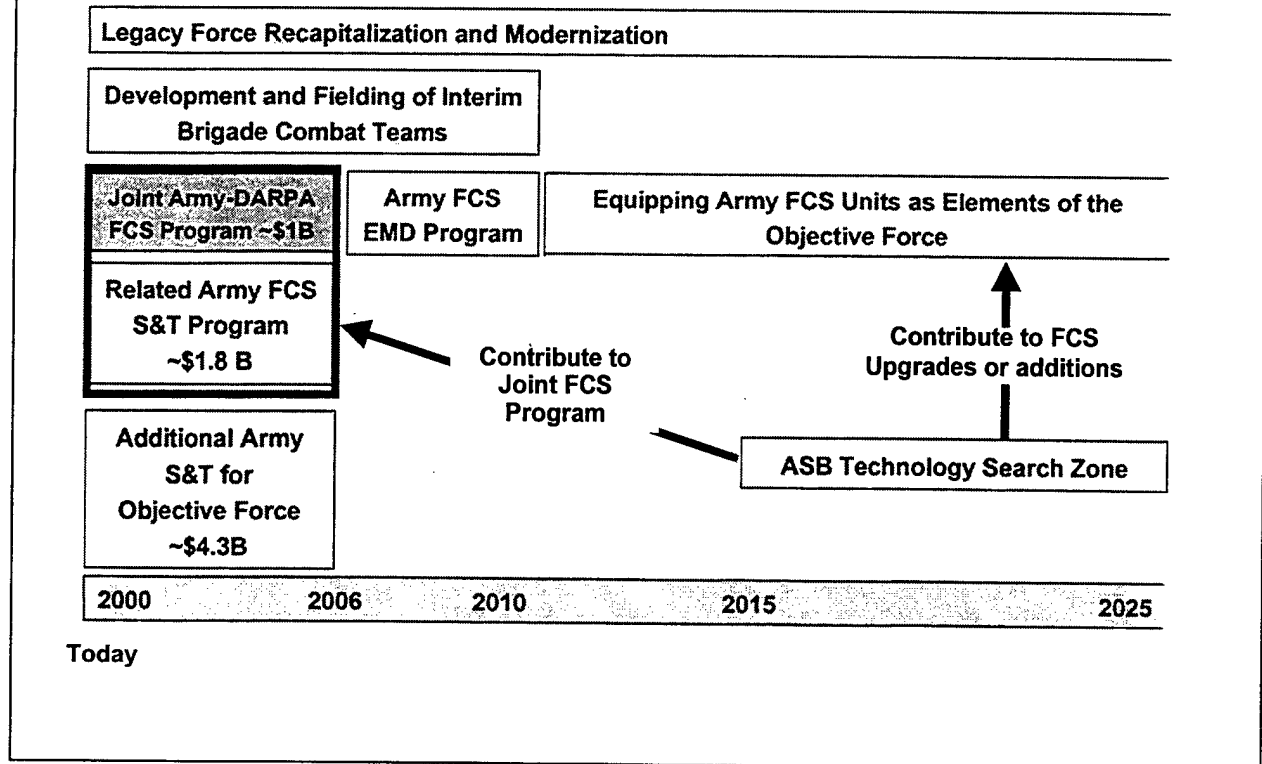 Legacy Force Recapitalization and Modernization
Development and Fielding of Interim
Brigade Combat Teams
Joint Army-DARPA
FCS Program ~$1B
Army FCS
EMD Program
Equipping Army FCS Units as Elements of the
Objective Force
Related Army FCS
S&T Program
~$1.8 B
Contribute to
Joint FCS
Program
Contribute to FCS
Upgrades or additions
Additional Army
S&T for
Objective Force
~$4.3B
ASB Technology Search Zone
2000 2006 2010 2015 2025
Today